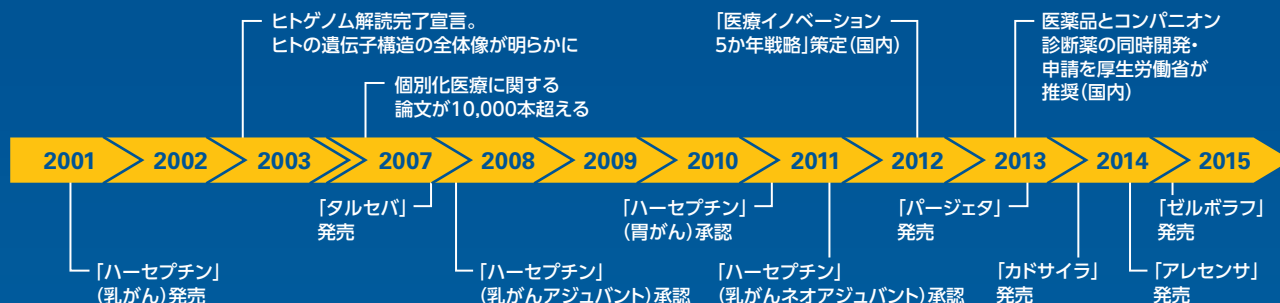 ヒトゲノム解読完了宣言。
ヒトの遺伝子構造の全体像が明らかに
個別化医療に関する
論文が10,000本超える
「医療イノベーション
5か年戦略」策定(国内)
医薬品とコンパニオン
診断薬の同時開発・
申請を厚生労働省が
推奨(国内)
2001 2002 2003 2007 2008 2009 2010 2011 2012 2013 2014 2015
「タルセバ」
発売
「ハーセプチン」
(胃がん)承認
「パージェタ」
発売
「ゼルボラフ」
発売
「ハーセプチン」
(乳がん)発売
「ハーセプチン」
(乳がんアジュバント)承認
「ハーセプチン」
(乳がんネオアジュバント)承認
「カドサイラ」
発売
「アレセンサ」
発売